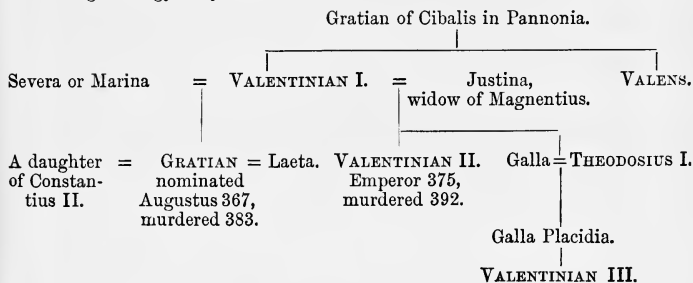 Gratian of Cibalis in Pannonia.
Severa or Marina = VALENTINIAN I. = Justina, VALENS.
widow of Magnentius.
A daughter = GRATIAN = Laeta. VALENTINIAN II. Galla = THEODOSIUS I.
of Constan- nominated Emperor 375,
tius II. Augustus 367, murdered 392.
murdered 383.
Galla Placidia.
VALENTINIAN III.